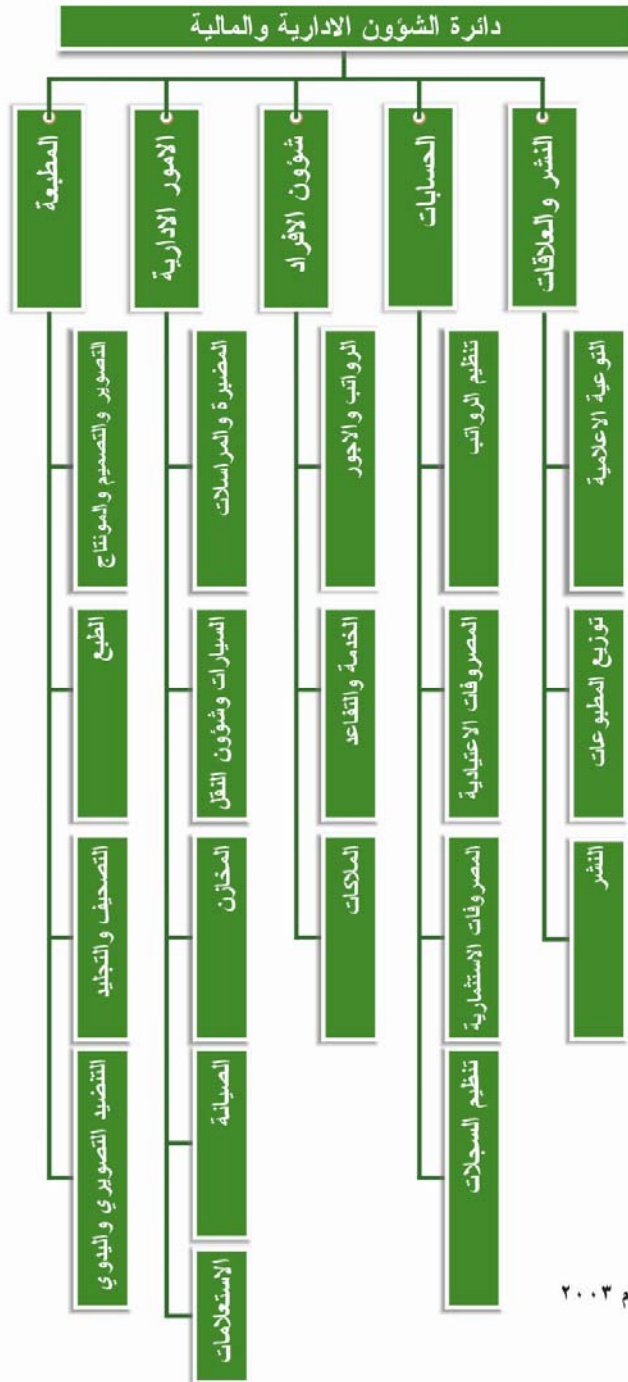 دائرة الشؤون الادارية والمالية
النشر والعلاقات
التوعية الاعلامية
توزيع المطبوعات
النشر
الحسابات
تنظيم الرواتب
المصروفات الاعتيادية
المصروفات الاستثمارية
تنظيم السجلات
شؤون الافراد
الرواتب والاجور
الخدمة والتقاعد
الملاكات
الامور الادارية
المضبرة والمراسلات
السيارات وشؤون النقل
المخازن
الصيانة
الاستعلامات
المطبعة
التصوير والتصميم والمونتاج
الطبع
التصحيف والتجليد
التنضيد التصويري واليدوي
م ٢٠٠٣